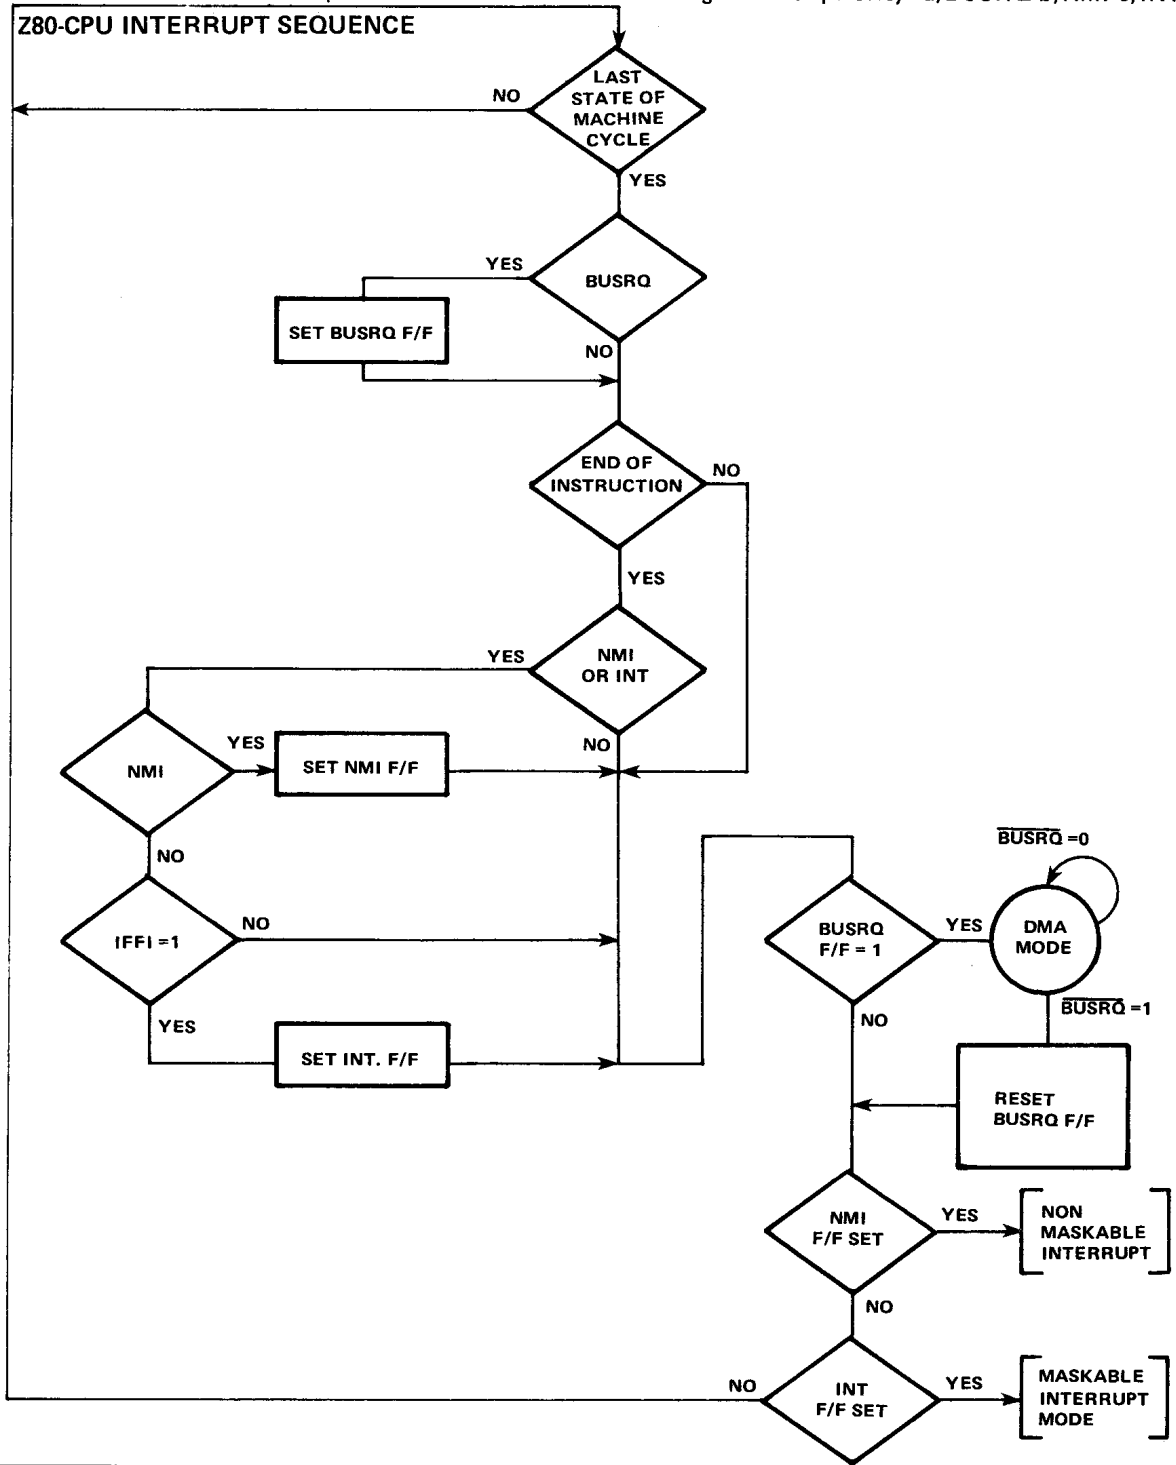 Z80-CPU INTERRUPT SEQUENCE
LAST
STATE OF
MACHINE
CYCLE
NO
YES
BUSRQ
YES
NO
SET BUSRQ F/F
END OF
INSTRUCTION
NO
YES
NMI
OR INT
YES
NO
NMI
YES
SET NMI F/F
NO
IFFI =1
NO
YES
SET INT. F/F
BUSRQ
F/F = 1
YES
NO
BUSRQ =0
DMA
MODE
BUSRQ =1
RESET
BUSRQ F/F
NMI
F/F SET
YES
NON
MASKABLE
INTERRUPT
NO
INT
F/F SET
NO
YES
MASKABLE
INTERRUPT
MODE